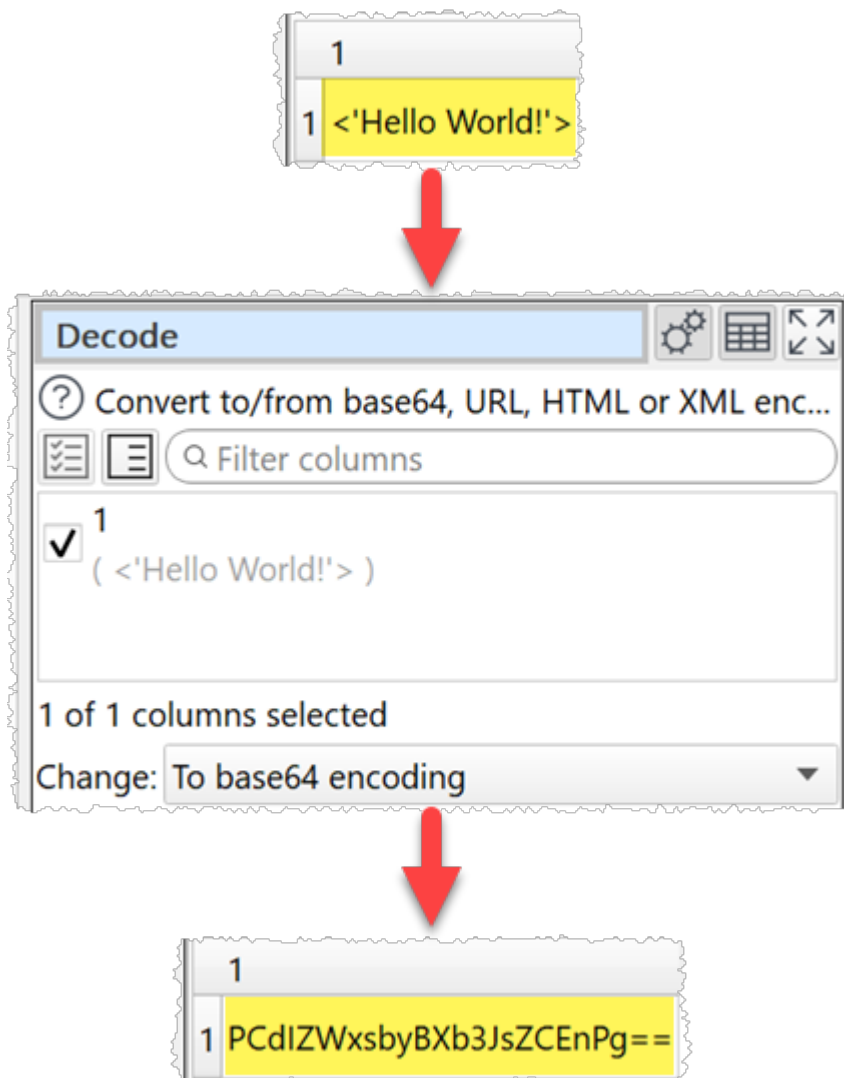 1
1 <'Hello World!'>
Decode
Convert to/from base64, URL, HTML or XML enc...
Filter columns
1
( <'Hello World!'> )
1 of 1 columns selected
Change: To base64 encoding
1
1 PCdIZWxsbyBXb3JsZCEnPg==